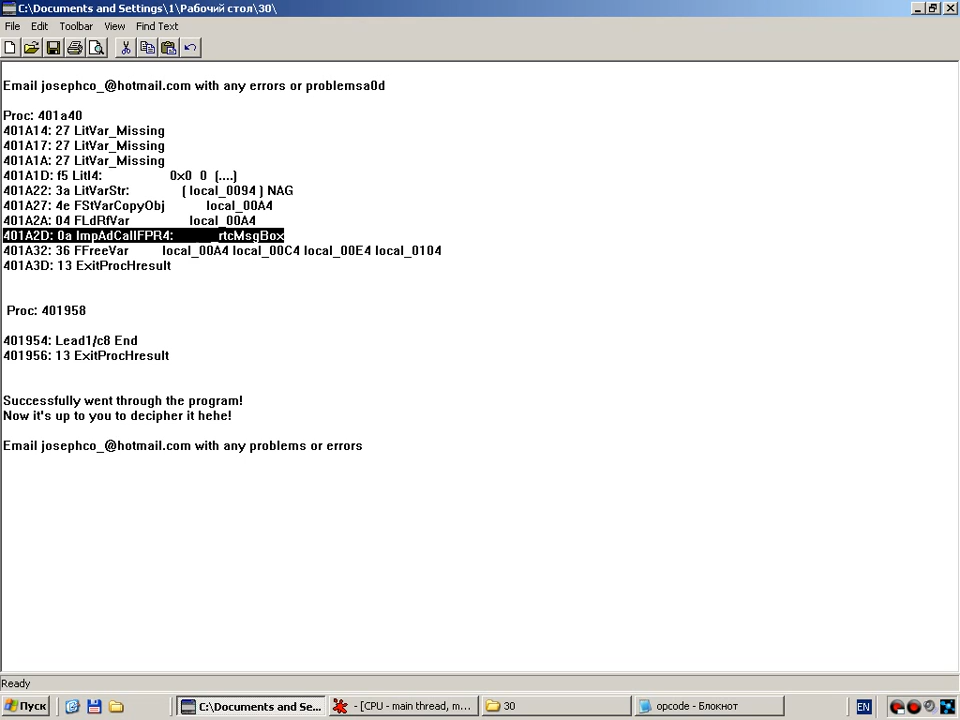 C:\Documents and Settings\1\Рабочий стол\30\
File Edit Toolbar View Find Text
Email josephco_@hotmail.com with any errors or problemsa0d
Proc: 401a40
401A14: 27 LitVar_Missing
401A17: 27 LitVar_Missing
401A1A: 27 LitVar_Missing
401A1D: f5 LitI4: 0x0 0 (....)
401A22: 3a LitVarStr: ( local_0094 ) NAG
401A27: 4e FStVarCopyObj local_00A4
401A2A: 04 FLdRfVar local_00A4
401A2D: 0a ImpAdCallFPR4: _rtcMsgBox
401A32: 36 FFreeVar local_00A4 local_00C4 local_00E4 local_0104
401A3D: 13 ExitProcHresult
Proc: 401958
401954: Lead1/c8 End
401956: 13 ExitProcHresult
Successfully went through the program!
Now it's up to you to decipher it hehe!
Email josephco_@hotmail.com with any problems or errors
Ready
Пуск C:\Documents and Se... - [CPU - main thread, m... 30 opcode - Блокнот EN